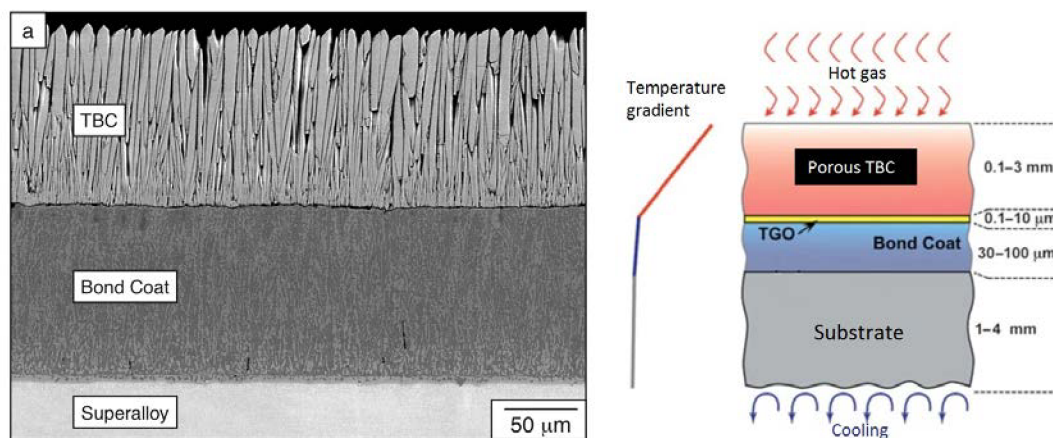 a
TBC
Bond Coat
Superalloy
50 μm
Temperature
gradient
Hot gas
Porous TBC
TGO
Bond Coat
Substrate
Cooling
0.1–3 mm
0.1–10 μm
30–100 μm
1–4 mm